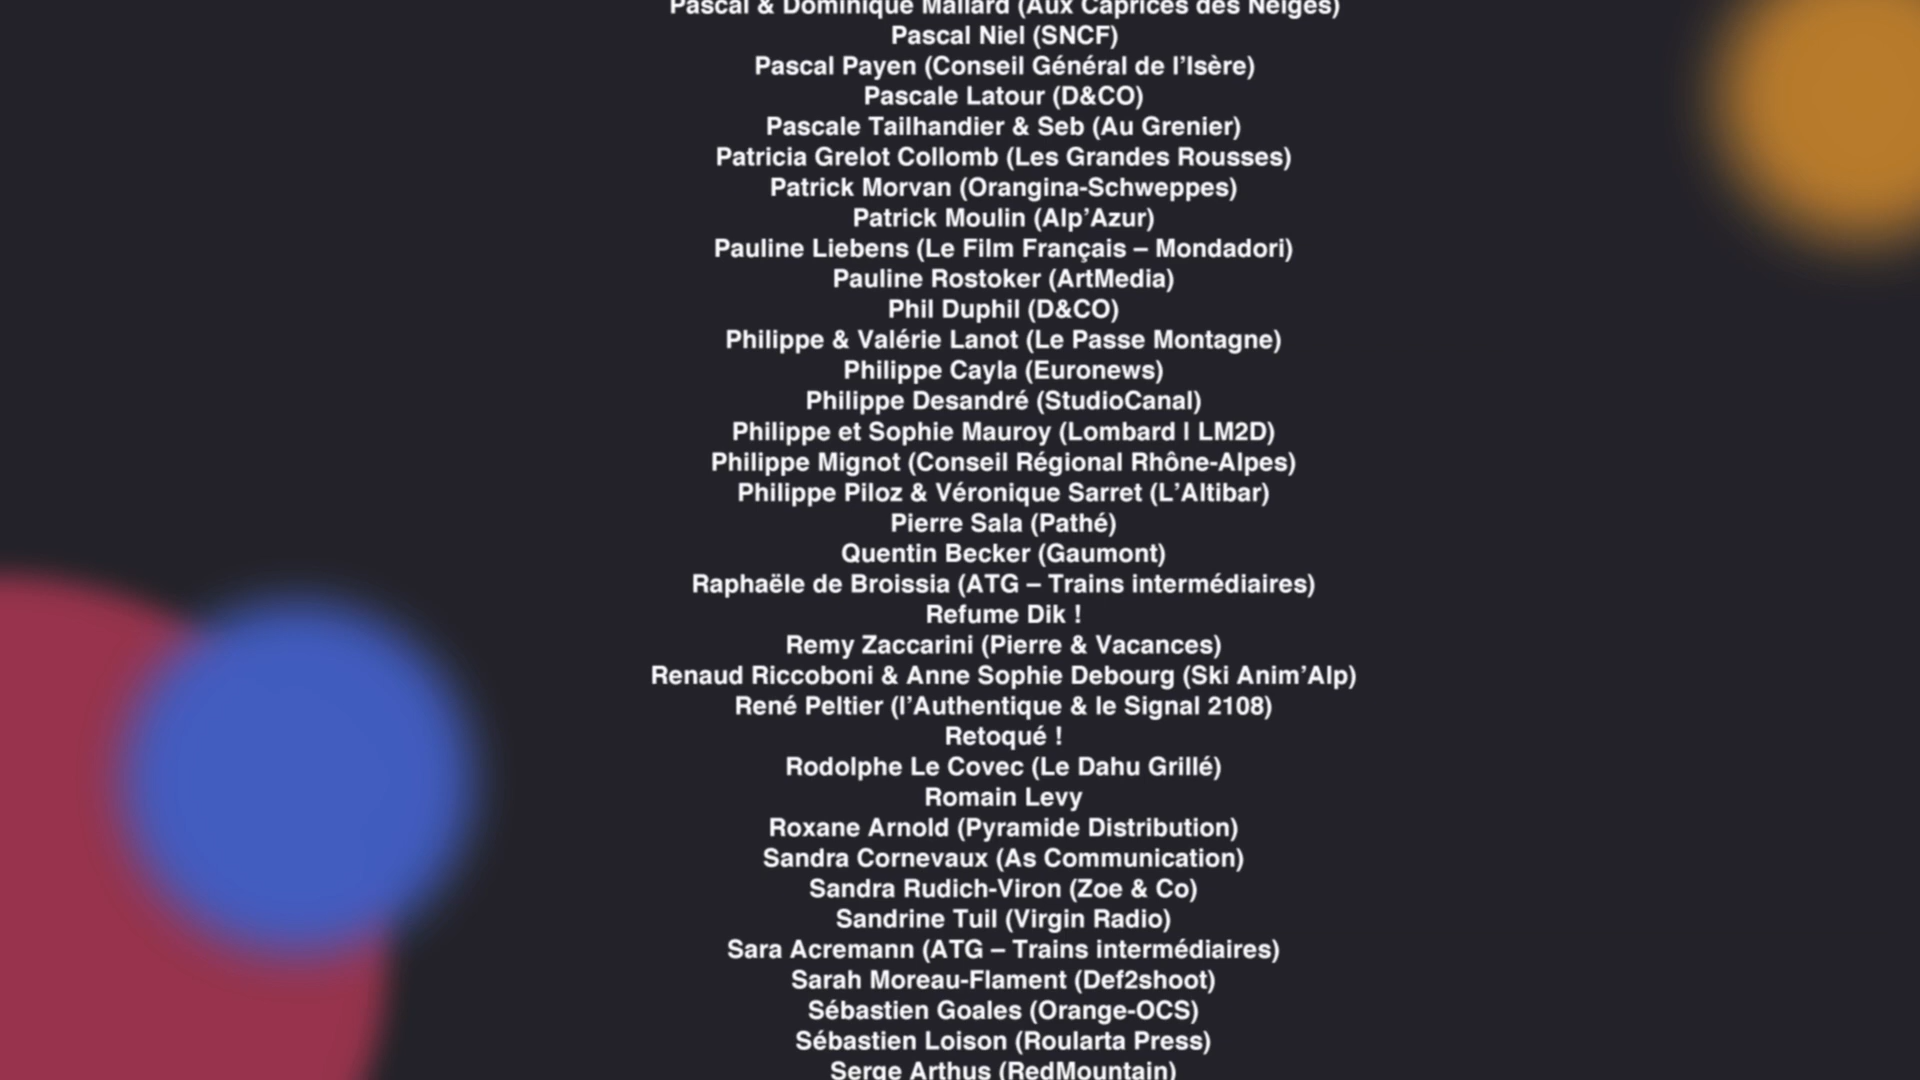 Pascal & Dominique Mallard (Aux Caprices des Neiges)
Pascal Niel (SNCF)
Pascal Payen (Conseil Général de l’Isère)
Pascale Latour (D&CO)
Pascale Tailhandier & Seb (Au Grenier)
Patricia Grelot Collomb (Les Grandes Rousses)
Patrick Morvan (Orangina-Schweppes)
Patrick Moulin (Alp’Azur)
Pauline Liebens (Le Film Français – Mondadori)
Pauline Rostoker (ArtMedia)
Phil Duphil (D&CO)
Philippe & Valérie Lanot (Le Passe Montagne)
Philippe Cayla (Euronews)
Philippe Desandré (StudioCanal)
Philippe et Sophie Mauroy (Lombard | LM2D)
Philippe Mignot (Conseil Régional Rhône-Alpes)
Philippe Piloz & Véronique Sarret (L’Altibar)
Pierre Sala (Pathé)
Quentin Becker (Gaumont)
Raphaële de Broissia (ATG – Trains intermédiaires)
Refume Dik !
Remy Zaccarini (Pierre & Vacances)
Renaud Riccoboni & Anne Sophie Debourg (Ski Anim’Alp)
René Peltier (l’Authentique & le Signal 2108)
Retoqué !
Rodolphe Le Covec (Le Dahu Grillé)
Romain Levy
Roxane Arnold (Pyramide Distribution)
Sandra Cornevaux (As Communication)
Sandra Rudich-Viron (Zoe & Co)
Sandrine Tuil (Virgin Radio)
Sara Acremann (ATG – Trains intermédiaires)
Sarah Moreau-Flament (Def2shoot)
Sébastien Goales (Orange-OCS)
Sébastien Loison (Roularta Press)
Serge Arthus (RedMountain)